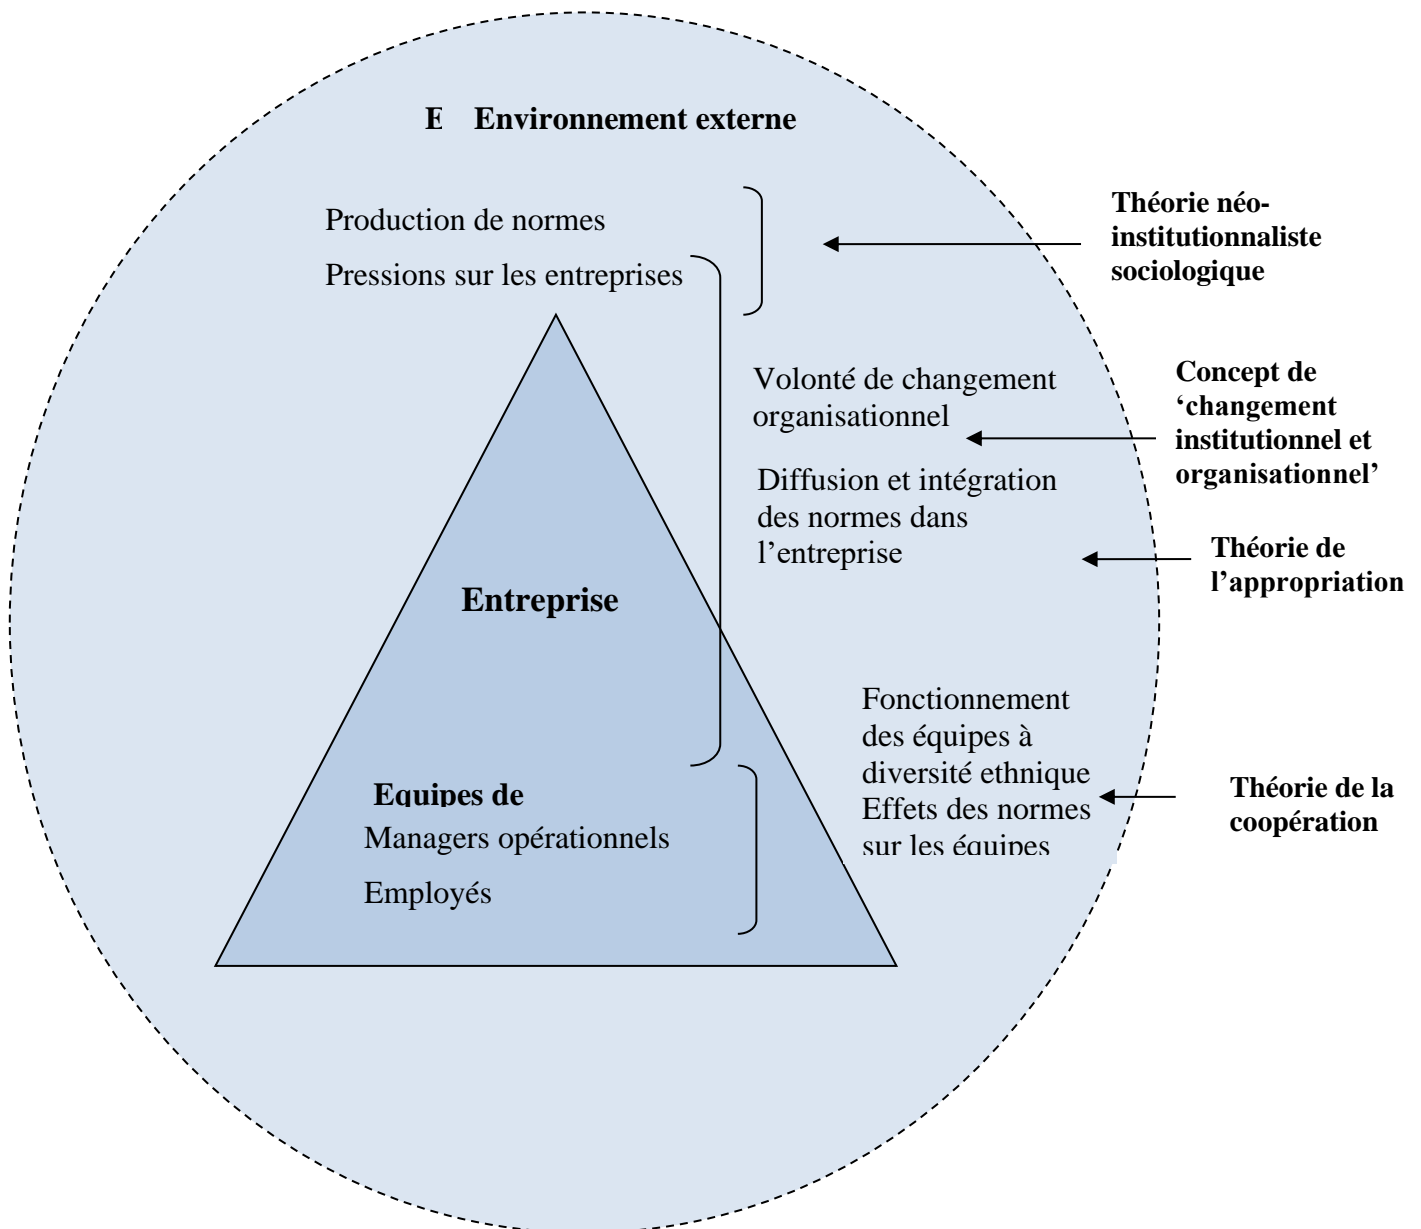 E Environnement externe
Production de normes
Pressions sur les entreprises
Théorie néo-
institutionnaliste
sociologique
Volonté de changement
organisationnel
Concept de
‘changement
institutionnel et
organisationnel’
Diffusion et intégration
des normes dans
l’entreprise
Théorie de
l’appropriation
Entreprise
Fonctionnement
des équipes à
diversité ethnique
Effets des normes
sur les équipes
Théorie de la
coopération
Equipes de
Managers opérationnels
Employés